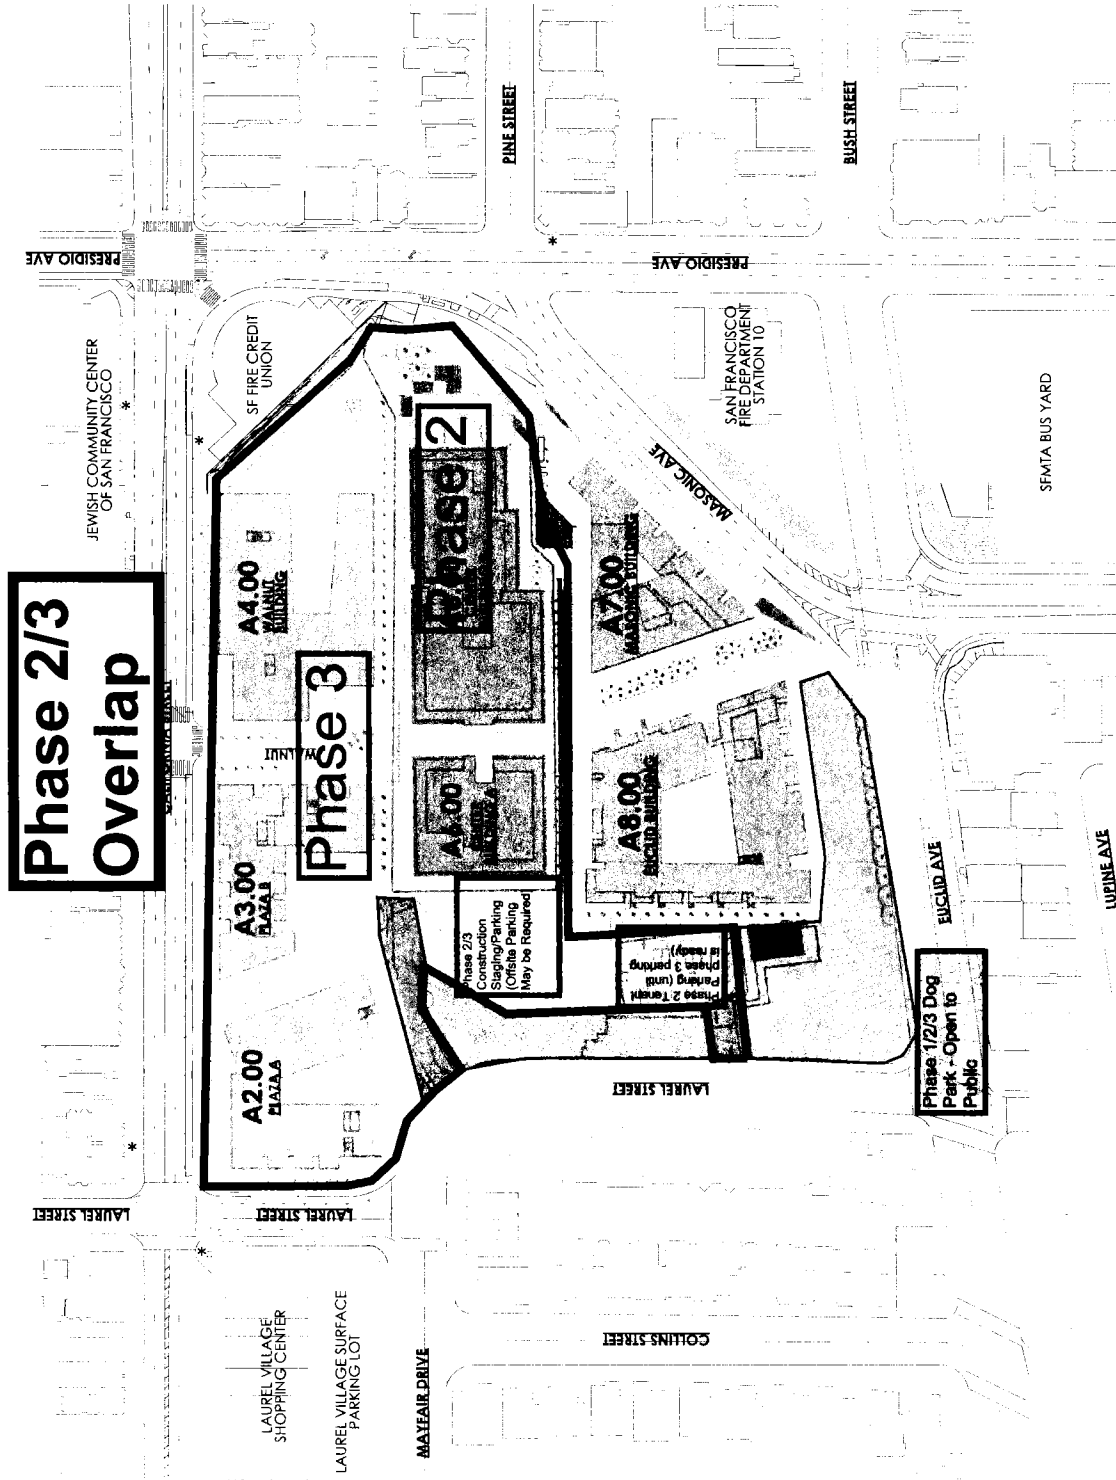 Phase 2/3
Overlap
LAUREL STREET
JEWISH COMMUNITY CENTER
OF SAN FRANCISCO
PRESIDIO AVE
LAUREL VILLAGE
SHOPPING CENTER
LAUREL VILLAGE SURFACE
PARKING LOT
MAYFAIR DRIVE
LAUREL STREET
A2.00
PLAZA A
A3.00
PLAZA B
WALNUT
A4.00
WALNUT
BUILDING
SF FIRE CREDIT
UNION
Phase 3
Phase 2
A6.00
Phase 2/3
Construction
Staging/Parking
(Offsite Parking
May be Required
PINE STREET
A7.00
MASONIC BUILDING
A8.00
EUCLID BUILDING
Phase 2 Tenant
Parking (until
phase 3 parking
is ready)
LAUREL STREET
COLLINS STREET
MASONIC AVE
PRESIDIO AVE
SAN FRANCISCO
FIRE DEPARTMENT
STATION 10
BUSH STREET
Phase 1/2/3 Dog
Park - Open to
Public
EUCLID AVE
SFMTA BUS YARD
LUPINE AVE